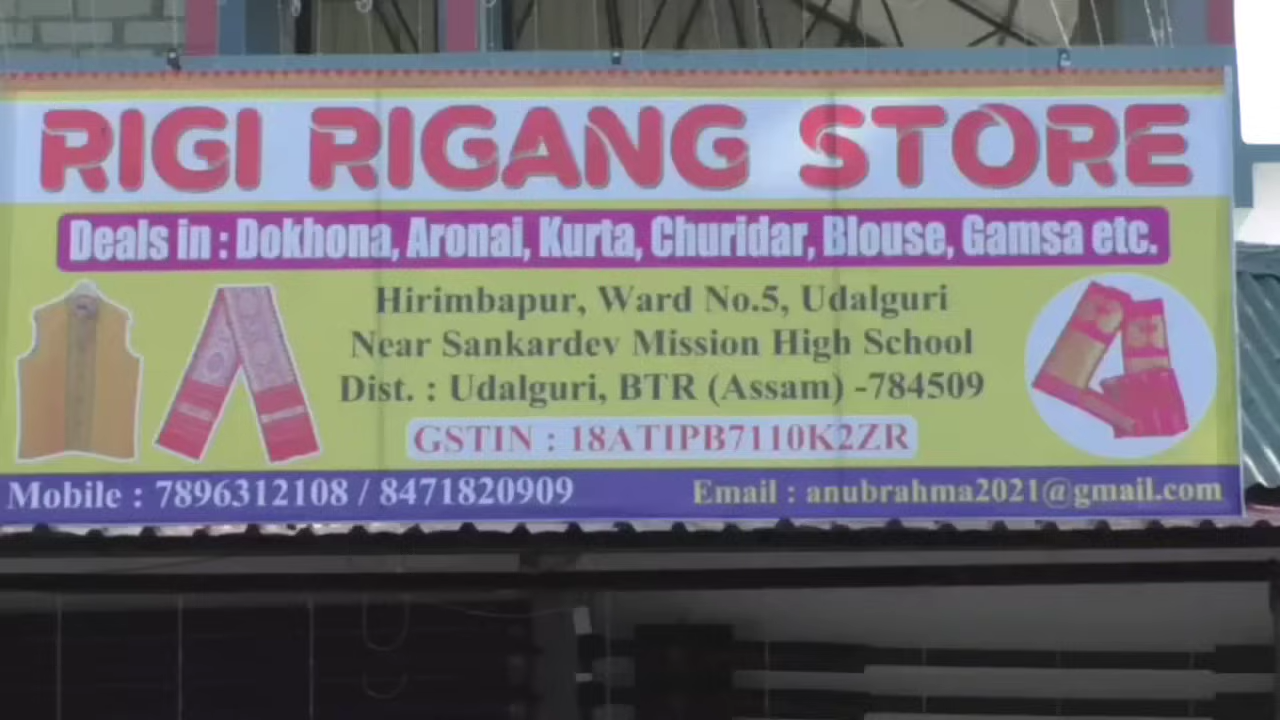 RIGI RIGANG STORE
Deals in : Dokhona, Aronai, Kurta, Churidar, Blouse, Gamsa etc.
Hirimbapur, Ward No.5, Udalguri
Near Sankardev Mission High School
Dist. : Udalguri, BTR (Assam) -784509
GSTIN : 18ATIPB7110K2ZR
Mobile : 7896312108 / 8471820909
Email : anubrahma2021@gmail.com